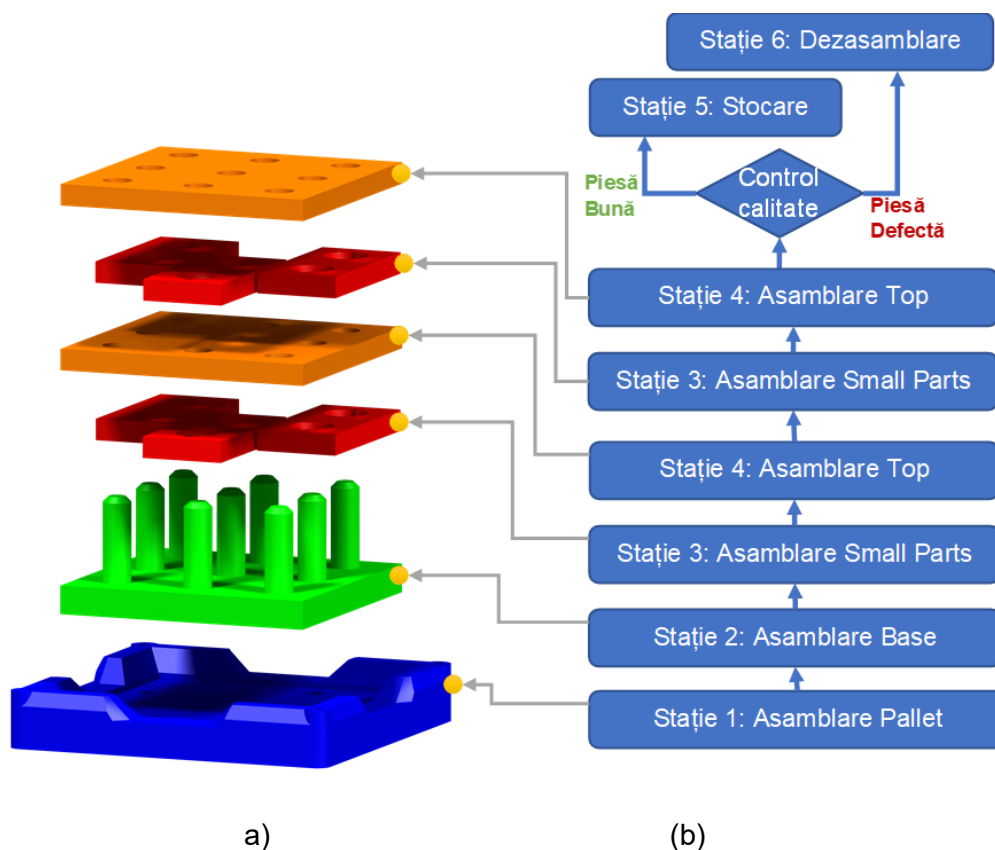 Stație 6: Dezasamblare
Stație 5: Stocare
Piesă
Bună
Control
calitate
Piesă
Defectă
Stație 4: Asamblare Top
Stație 3: Asamblare Small Parts
Stație 4: Asamblare Top
Stație 3: Asamblare Small Parts
Stație 2: Asamblare Base
Stație 1: Asamblare Pallet
a)
(b)